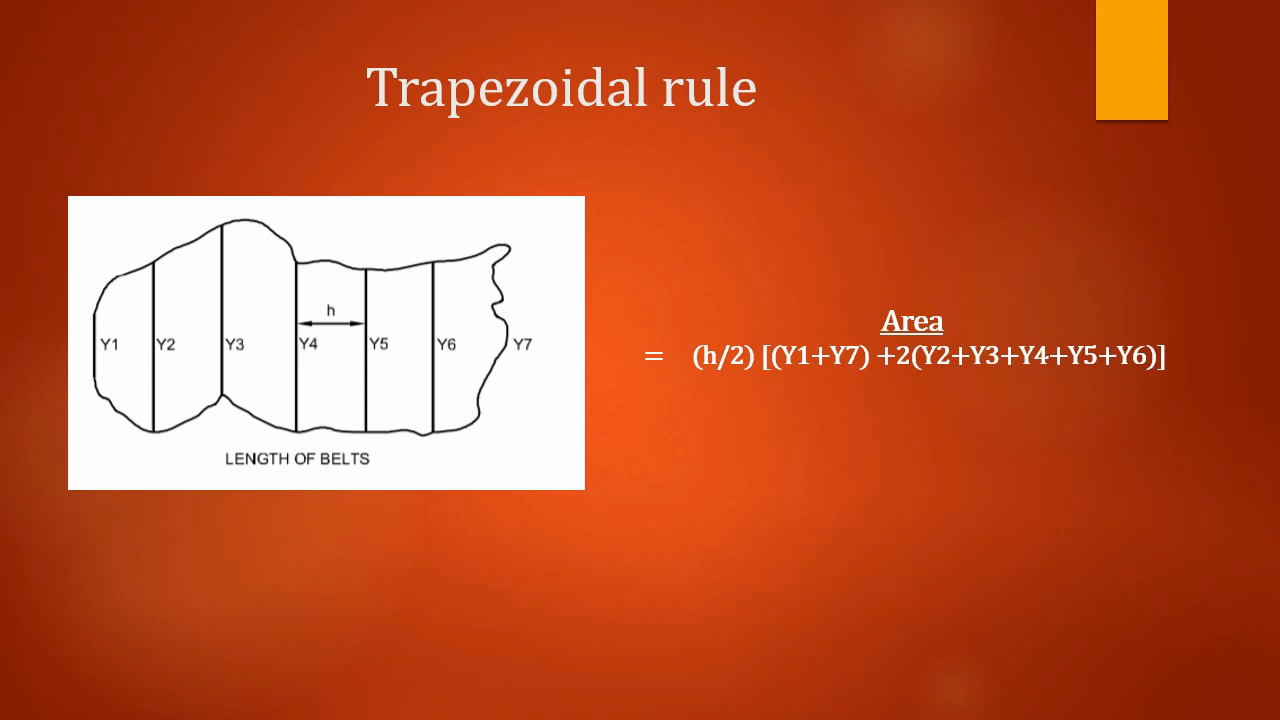 Trapezoidal rule
h
Y1 Y2 Y3 Y4 Y5 Y6 Y7
LENGTH OF BELTS
Area
= (h/2) [(Y1+Y7) +2(Y2+Y3+Y4+Y5+Y6)]